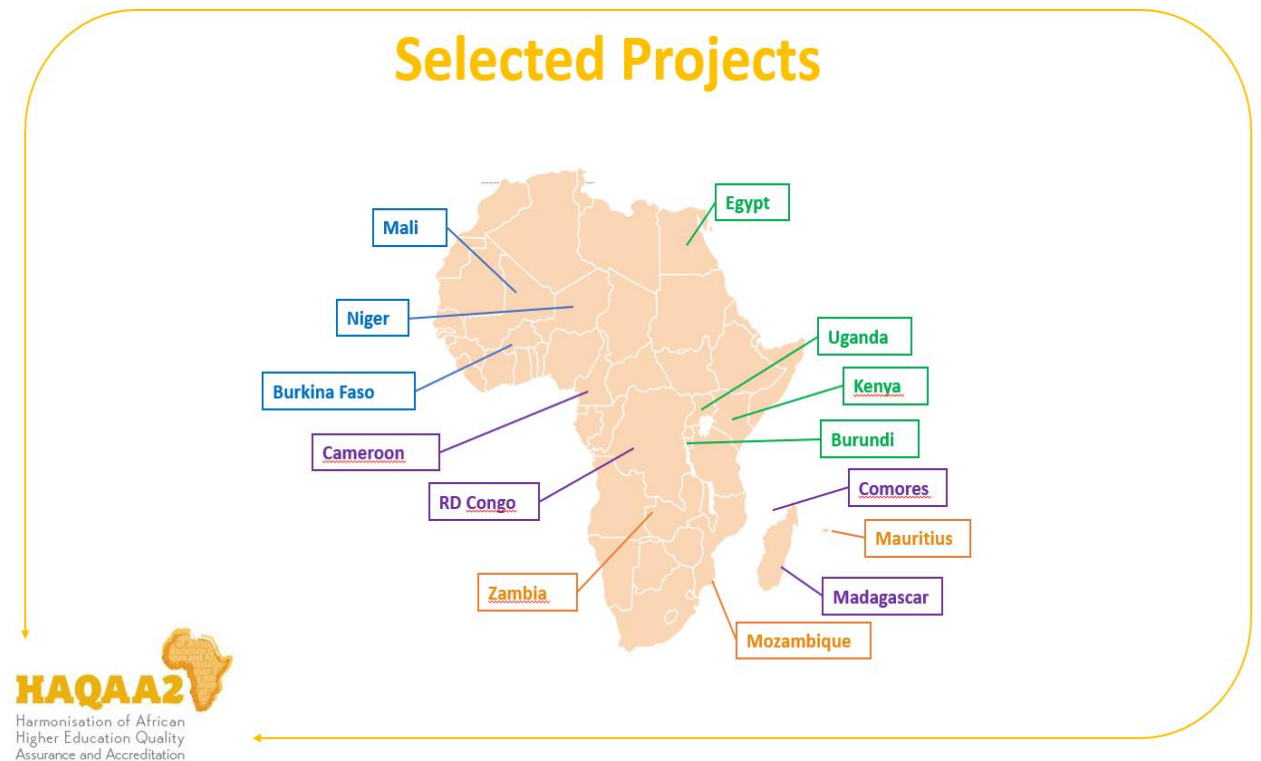 Selected Projects
Egypt
Mali
Niger
Uganda
Burkina Faso
Kenya
Cameroon
Burundi
RD Congo
Comores
Mauritius
Zambia
Madagascar
Mozambique
HAQAA2
Harmonisation of African
Higher Education Quality
Assurance and Accreditation